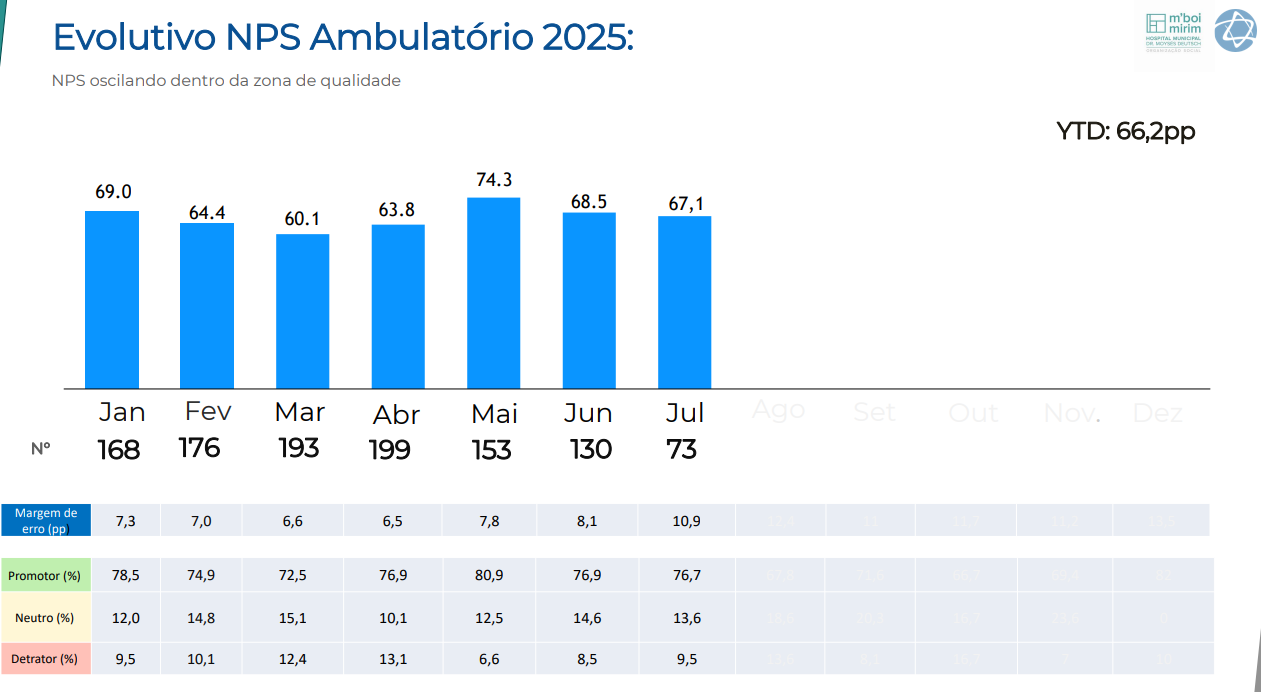 Evolutivo NPS Ambulatório 2025:
m'boi
mirim
HOSPITAL MUNICIPAL
DR. MOYSÉS DEUTSCH
NPS oscilando dentro da zona de qualidade
YTD: 66,2pp
69.0 64.4 60.1 63.8 74.3 68.5 67,1
Jan Fev Mar Abr Mai Jun Jul Ago Set Out Nov. Dez
Nº 168 176 193 199 153 130 73
Margem de
erro (pp) 7,3 7,0 6,6 6,5 7,8 8,1 10,9
Promotor (%) 78,5 74,9 72,5 76,9 80,9 76,9 76,7
Neutro (%) 12,0 14,8 15,1 10,1 12,5 14,6 13,6
Detrator (%) 9,5 10,1 12,4 13,1 6,6 8,5 9,5